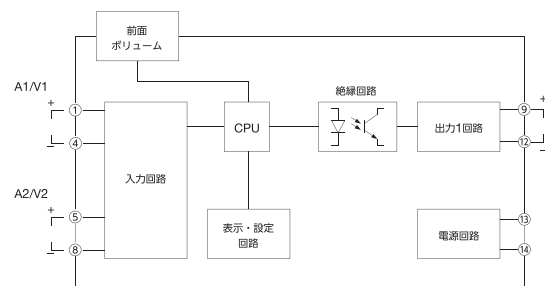 前面
ボリューム
A1/V1
絶縁回路
+
①
④
−
入力回路
CPU
出力1回路
⑨
+
⑫
−
A2/V2
+
⑤
⑧
−
表示・設定
回路
電源回路
⑬
⑭